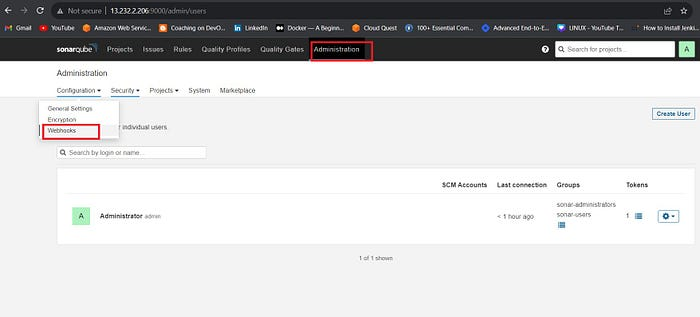 Not secure | 13.232.2.206:9000/admin/users
Gmail YouTube Amazon Web Servic... Coaching on DevO... LinkedIn Docker — A Beginn... Cloud Quest 100+ Essential Com... Advanced End-to-E... LINUX - YouTube T... How to Install Jenki...
sonarqube Projects Issues Rules Quality Profiles Quality Gates Administration ? Search for projects... A
Administration
Configuration Security Projects System Marketplace
General Settings
Encryption
Webhooks
r individual users.
Create User
Search by login or name...
SCM Accounts Last connection Groups Tokens
A Administrator admin < 1 hour ago sonar-administrators
sonar-users
1
1 of 1 shown